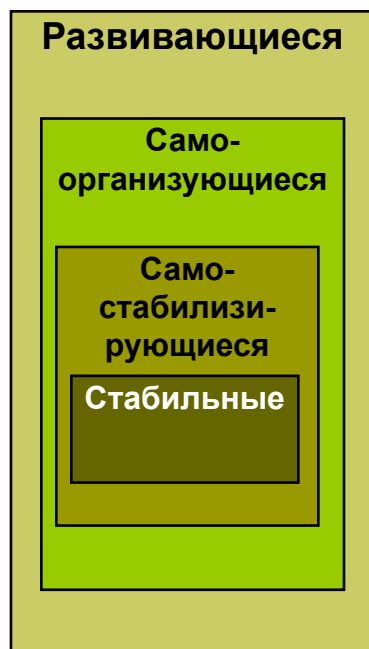 Развивающиеся
Само-
организующиеся
Само-
стабилизи-
рующиеся
Стабильные